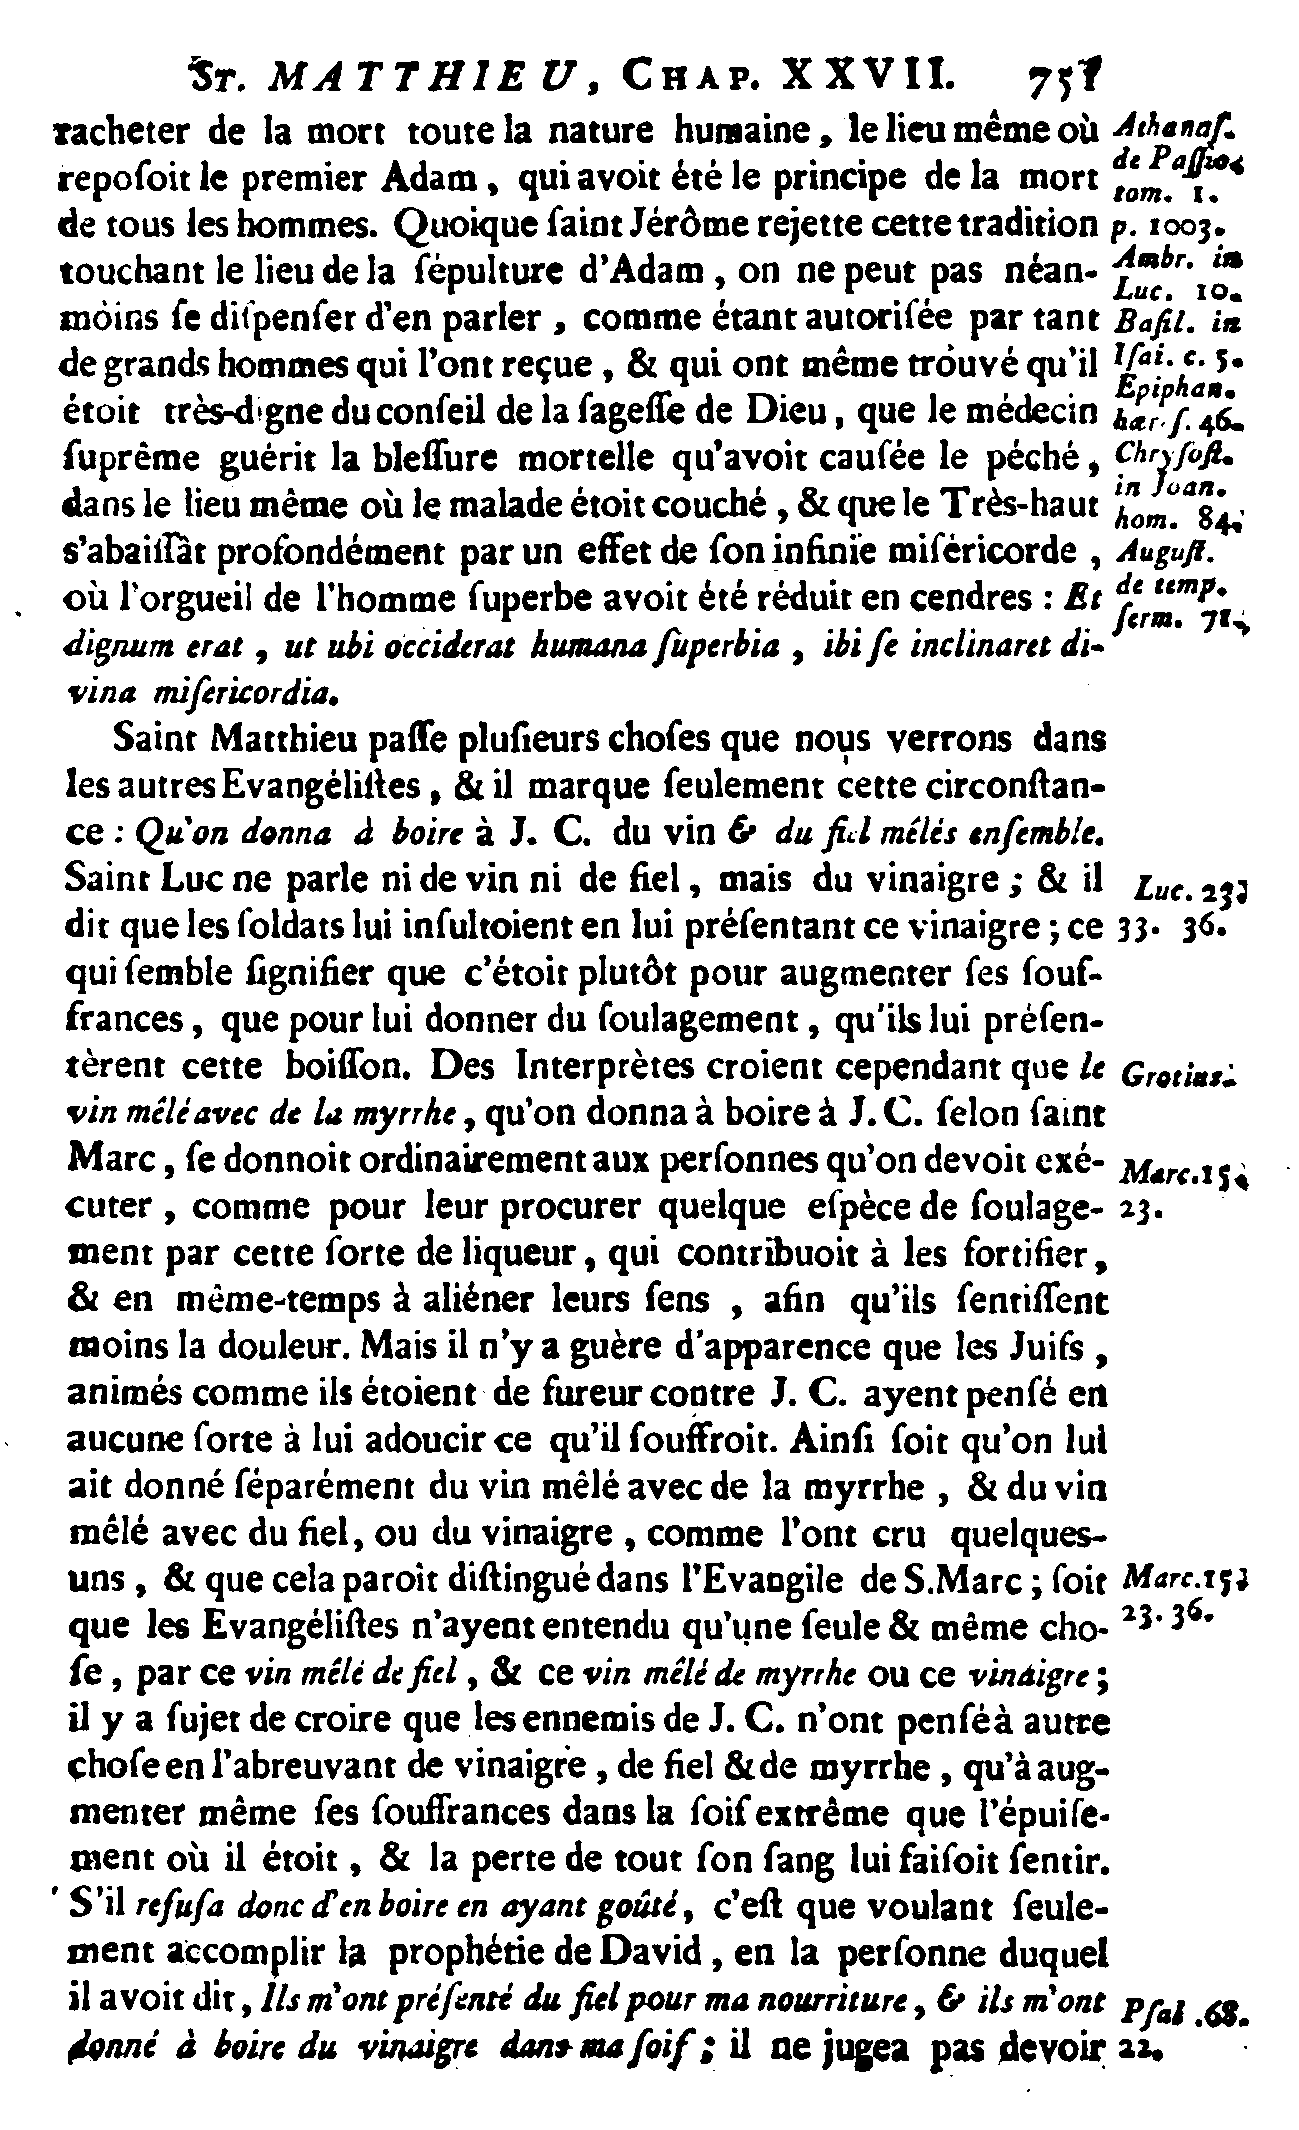 ST. MATTHIEU, CHAP. XXVII. 751
racheter de la mort toute la nature humaine, le lieu même où
repoſoit le premier Adam, qui avoit été le principe de la mort
de tous les hommes. Quoique ſaint Jérôme rejette cette tradition
touchant le lieu de la ſépulture d'Adam, on ne peut pas néan-
moins ſe diſpenſer d'en parler, comme étant autoriſée par tant
de grands hommes qui l'ont reçue, & qui ont même trouvé qu'il
étoit très-digne du conſeil de la ſageſſe de Dieu, que le médecin
ſuprême guérit la bleſſure mortelle qu'avoit cauſée le péché,
dans le lieu même où le malade étoit couché, & que le Très-haut
s'abaiſſât profondément par un effet de ſon infinie miſéricorde,
où l'orgueil de l'homme ſuperbe avoit été réduit en cendres : Et
dignum erat, ut ubi occiderat humana ſuperbia, ibi ſe inclinaret di-
vina miſericordia.
Athanaſ.
de Paſſio.
tom. 1.
p. 1003.
Ambr. in
Luc. 10.
Baſil. in
Iſai. c. 5.
Epiphan.
hær. ſ. 46.
Chryſoſt.
in Joan.
hom. 84.
Auguſt.
de temp.
ſerm. 71.
Saint Matthieu paſſe pluſieurs choſes que nous verrons dans
les autres Evangéliſtes, & il marque ſeulement cette circonſtan-
ce : Qu'on donna à boire à J. C. du vin & du fiel mêlés enſemble.
Saint Luc ne parle ni de vin ni de fiel, mais du vinaigre ; & il
dit que les ſoldats lui inſultoient en lui préſentant ce vinaigre ; ce
qui ſemble ſignifier que c'étoit plutôt pour augmenter ſes ſouf-
frances, que pour lui donner du ſoulagement, qu'ils lui préſen-
tèrent cette boiſſon. Des Interprètes croient cependant que le
vin mêlé avec de la myrrhe, qu'on donna à boire à J. C. ſelon ſaint
Marc, ſe donnoit ordinairement aux perſonnes qu'on devoit exé-
cuter, comme pour leur procurer quelque eſpèce de ſoulage-
ment par cette ſorte de liqueur, qui contribuoit à les fortifier,
& en même-temps à aliéner leurs ſens, afin qu'ils ſentiſſent
moins la douleur. Mais il n'y a guère d'apparence que les Juifs,
animés comme ils étoient de fureur contre J. C. ayent penſé en
aucune ſorte à lui adoucir ce qu'il ſouffroit. Ainſi ſoit qu'on lui
ait donné ſéparément du vin mêlé avec de la myrrhe, & du vin
mêlé avec du fiel, ou du vinaigre, comme l'ont cru quelques-
uns, & que cela paroit diſtingué dans l'Evangile de S. Marc ; ſoit
que les Evangéliſtes n'ayent entendu qu'une ſeule & même cho-
ſe, par ce vin mêlé de fiel, & ce vin mêlé de myrrhe ou ce vinaigre ;
il y a ſujet de croire que les ennemis de J. C. n'ont penſé à autre
choſe en l'abreuvant de vinaigre, de fiel & de myrrhe, qu'à aug-
menter même ſes ſouffrances dans la ſoif extrême que l'épuiſe-
ment où il étoit, & la perte de tout ſon ſang lui faiſoit ſentir.
S'il refuſa donc d'en boire en ayant goûté, c'eſt que voulant ſeule-
ment accomplir la prophétie de David, en la perſonne duquel
il avoit dit, Ils m'ont préſenté du fiel pour ma nourriture, & ils m'ont
donné à boire du vinaigre dans ma ſoif ; il ne jugea pas devoir
Luc. 23.
33. 36.
Grotius.
Marc. 15.
23.
Marc. 15.
23. 36.
Pſal. 68.
22.